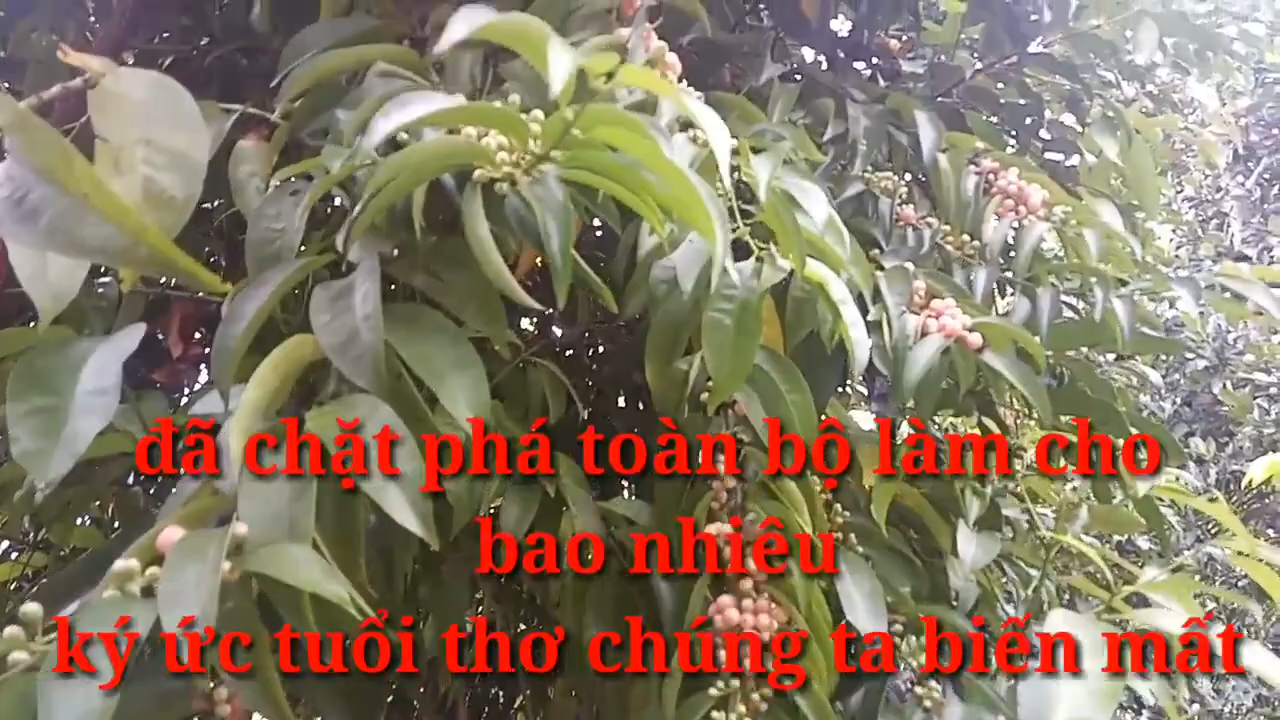 đã chặt phá toàn bộ làm cho
bao nhiêu
ký ức tuổi thơ chúng ta biến mất